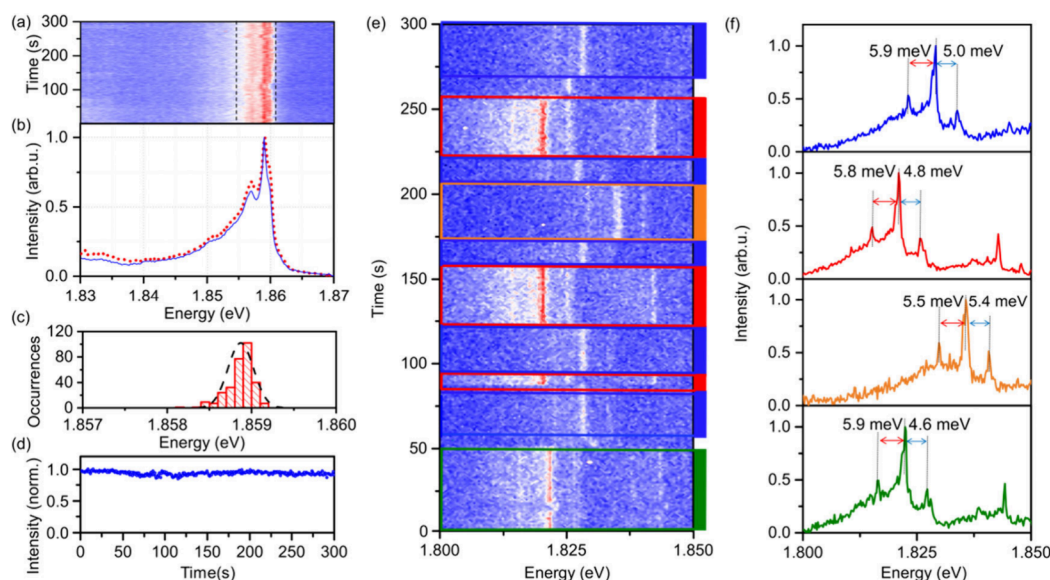 (a)
300
200
100
Time (s)
(b)
1.0
0.5
0.0
Intensity (arb.u.)
1.83 1.84 1.85 1.86 1.87
Energy (eV)
(c)
120
80
40
0
Occurrences
1.857 1.858 1.859 1.860
Energy (eV)
(d)
1.0
0.5
0.0
Intensity (norm.)
0 50 100 150 200 250 300
Time(s)
(e)
300
250
200
150
100
50
0
Time (s)
1.800 1.825 1.850
Energy (eV)
(f)
5.9 meV 5.0 meV
1.0
0.5
0.0
5.8 meV 4.8 meV
1.0
0.5
0.0
5.5 meV 5.4 meV
1.0
0.5
0.0
5.9 meV 4.6 meV
1.0
0.5
0.0
Intensity (arb.u.)
1.800 1.825 1.850
Energy (eV)